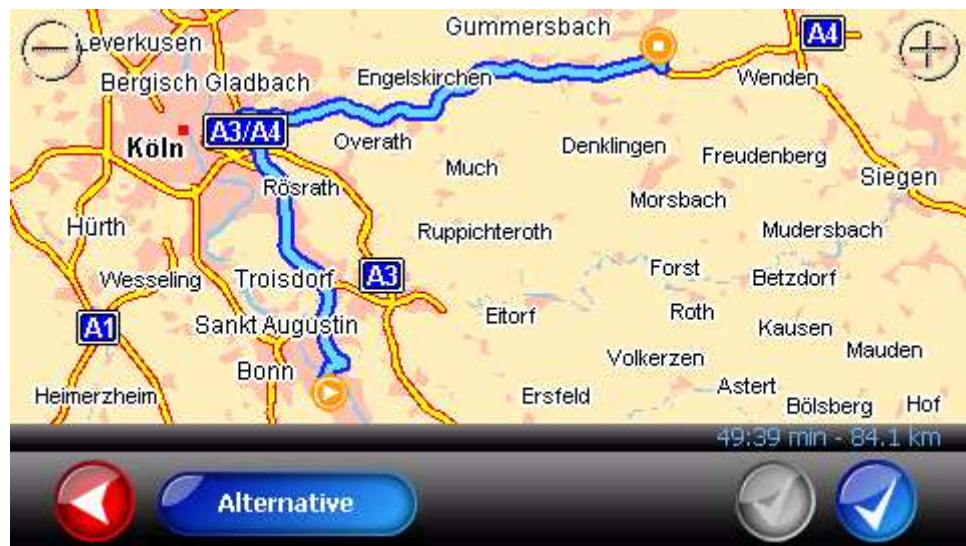 Gummersbach
A4
Leverkusen
Bergisch Gladbach
Engelskirchen
Wenden
A3/A4
Köln
Overath
Denklingen
Freudenberg
Much
Siegen
Rösrath
Morsbach
Hürth
Ruppichteroth
Mudersbach
Wesseling
Troisdorf
A3
Forst
Betzdorf
A1
Sankt Augustin
Eitorf
Roth
Kausen
Mauden
Volkerzen
Bonn
Heimerzheim
Ersfeld
Astert
Bölsberg
Hof
49:39 min - 84.1 km
Alternative